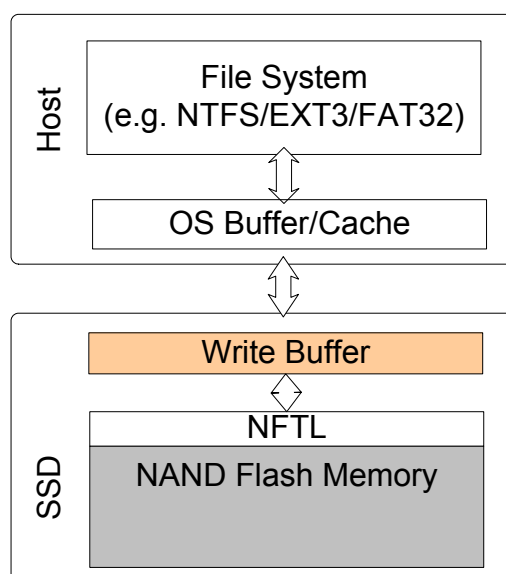 Host
File System
(e.g. NTFS/EXT3/FAT32)
OS Buffer/Cache
SSD
Write Buffer
NFTL
NAND Flash Memory